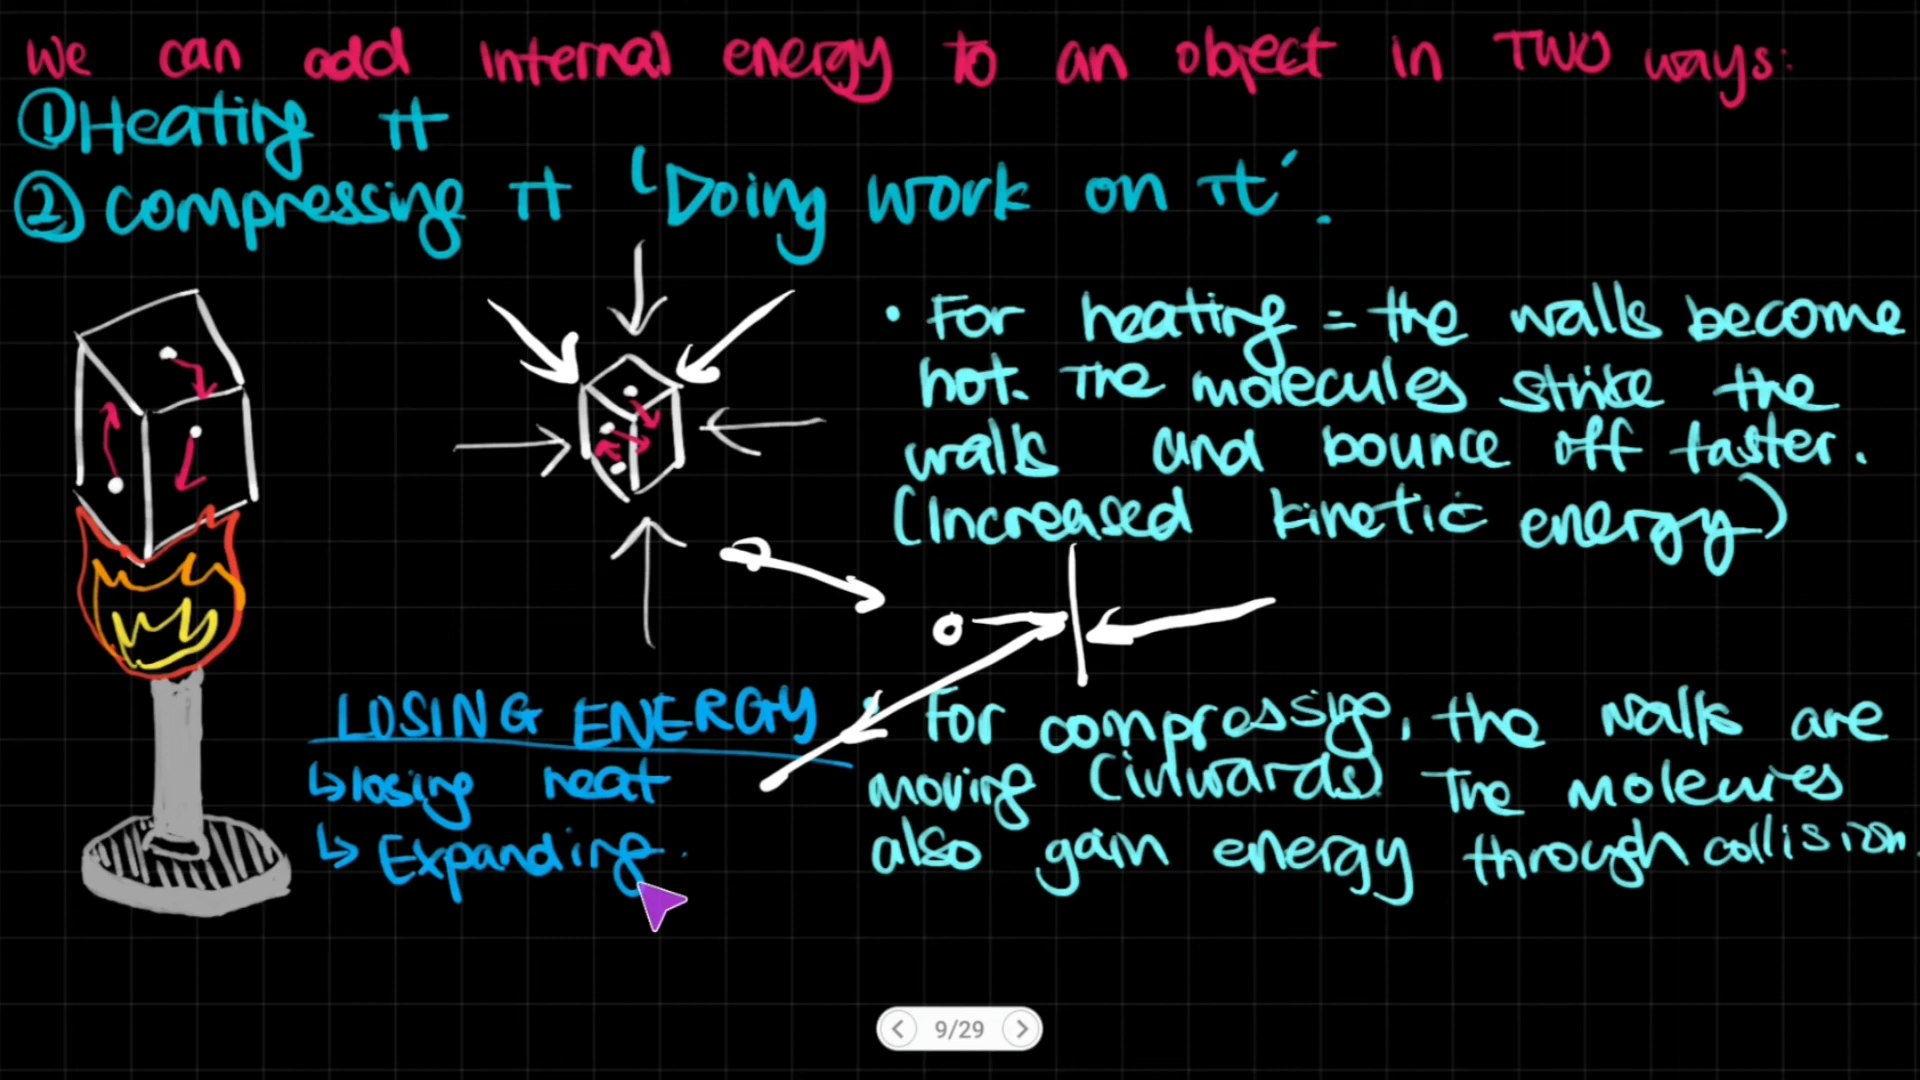 We can add internal energy to an object in TWO ways:
① Heating it
② compressing it 'Doing work on it'.
• For heating = the walls become
hot. The molecules strike the
walls and bounce off faster.
(Increased kinetic energy)
LOSING ENERGY
↳ losing heat
↳ Expanding.
• For compressing, the walls are
moving (inwards). The molecules
also gain energy through collision.
9/29